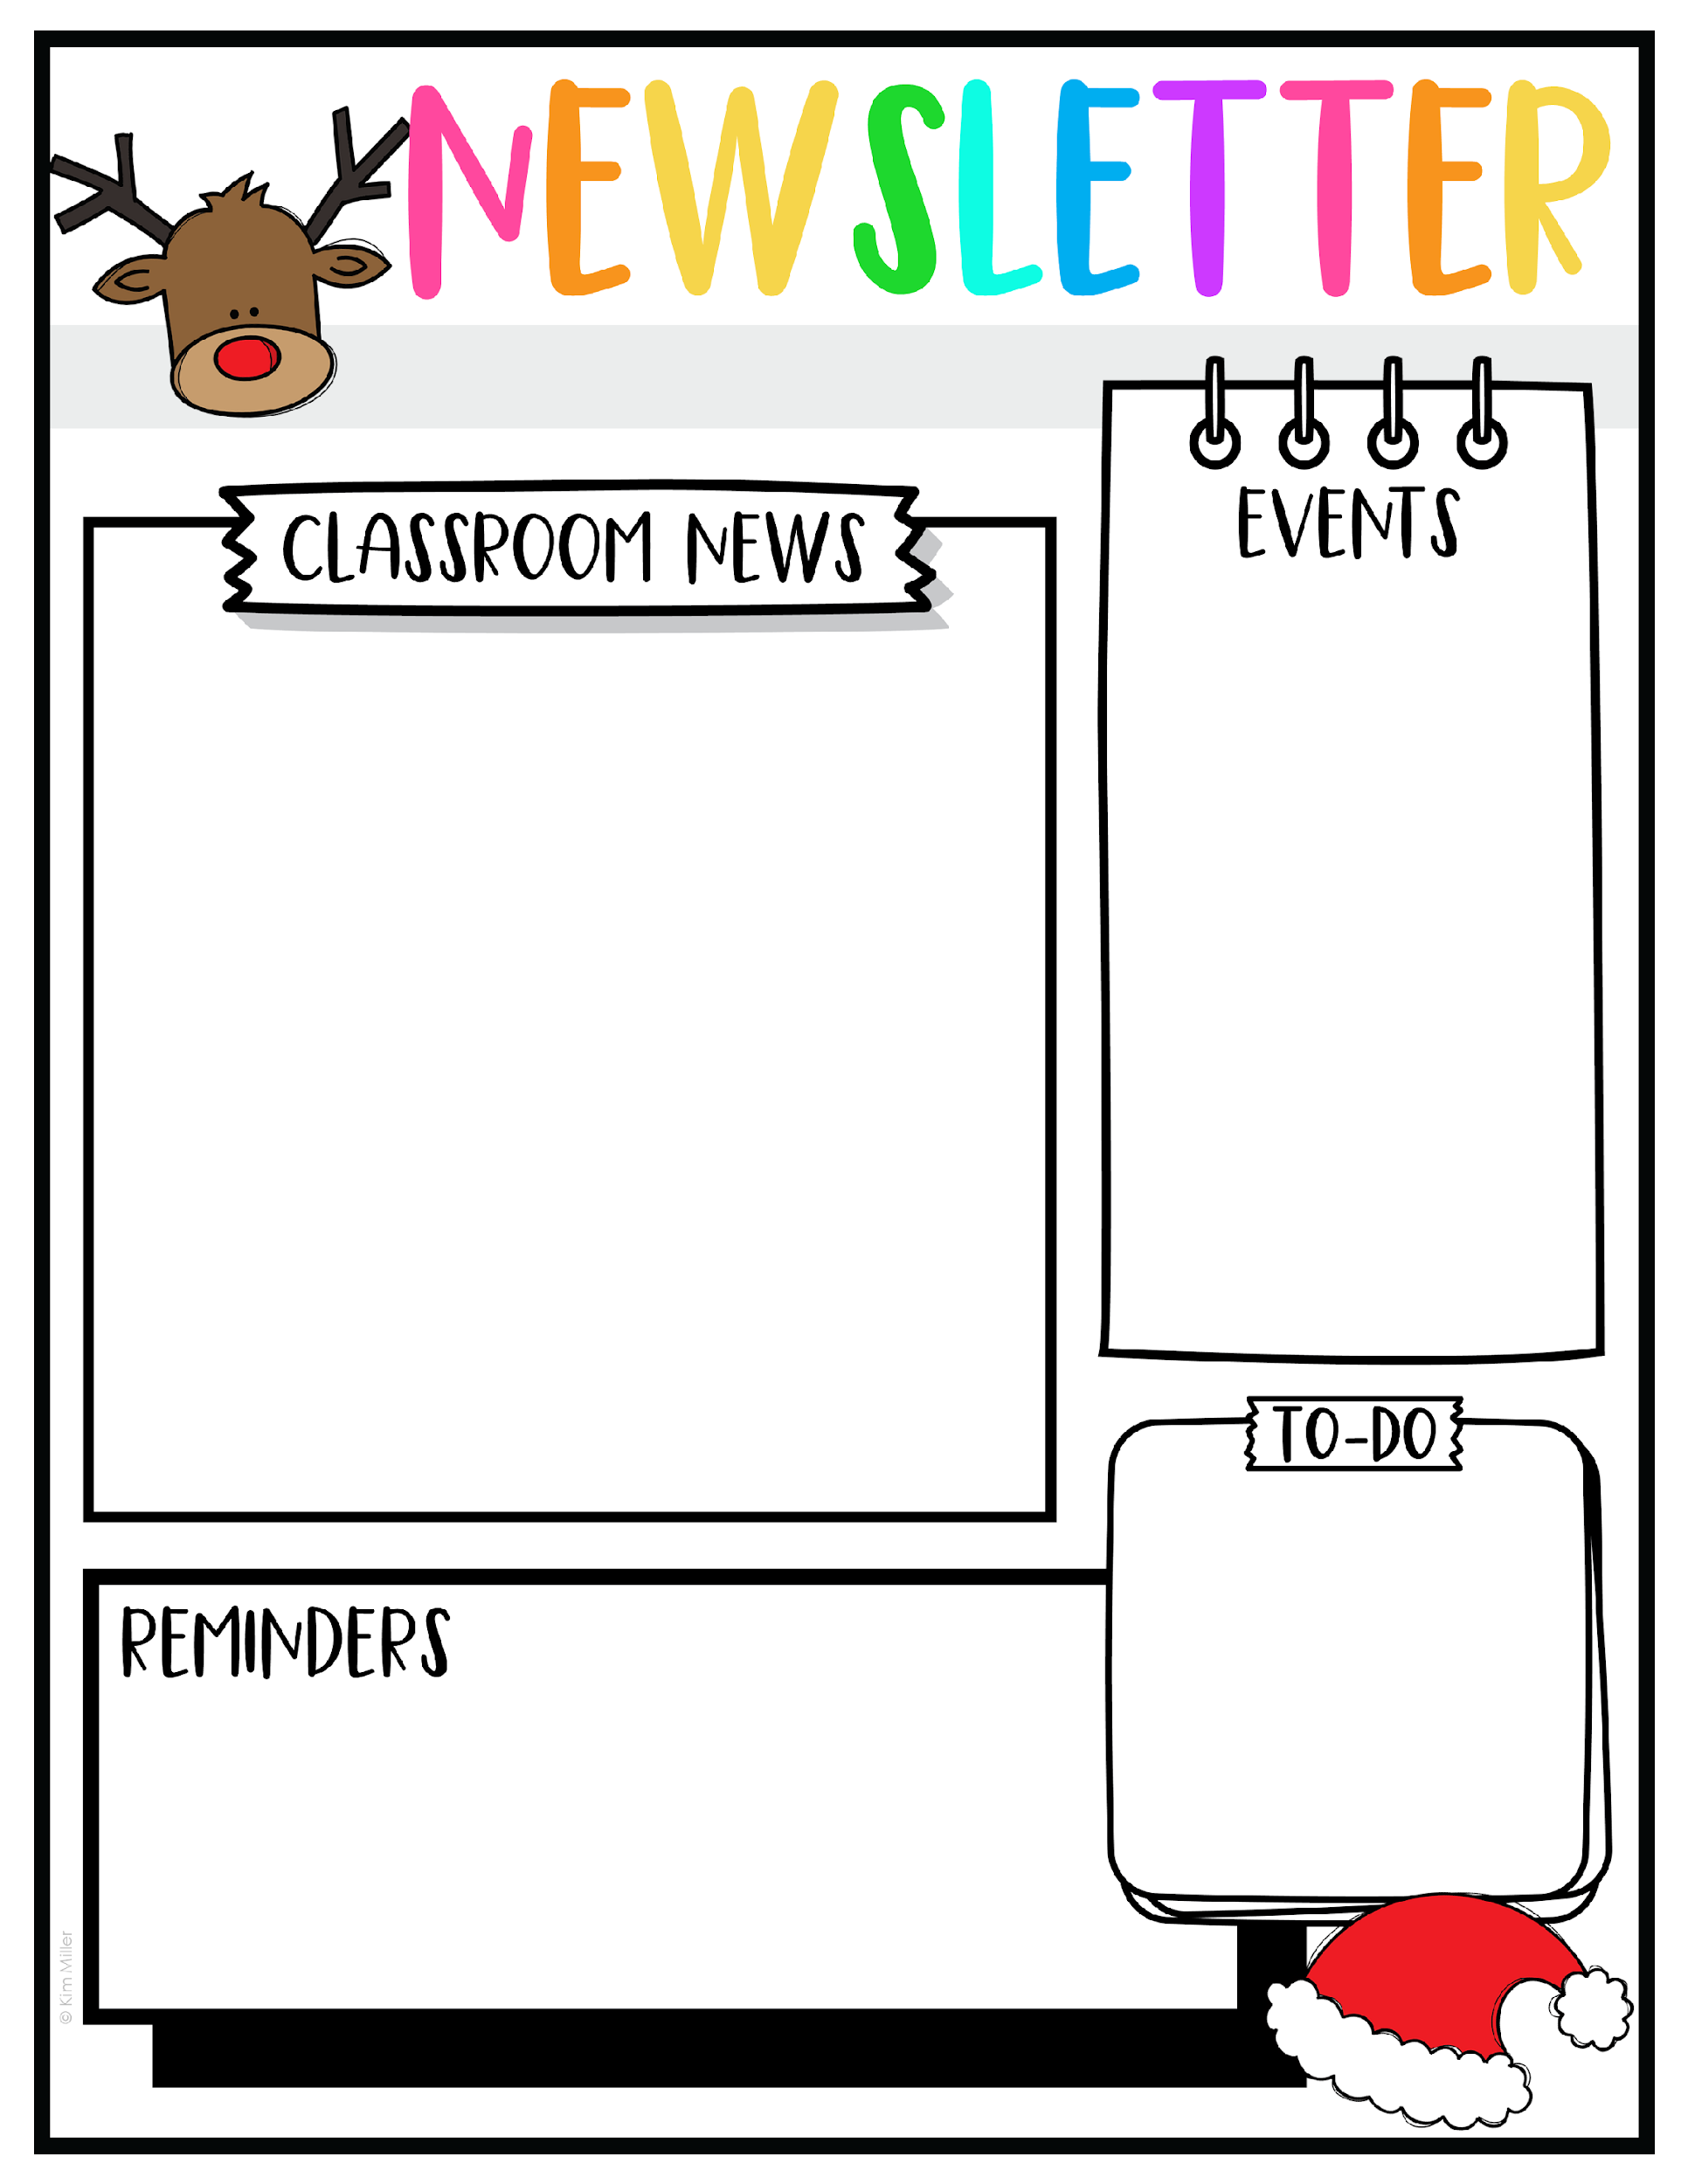 NEWSLETTER
CLASSROOM NEWS
EVENTS
TO-DO
REMINDERS
© Kim Miller